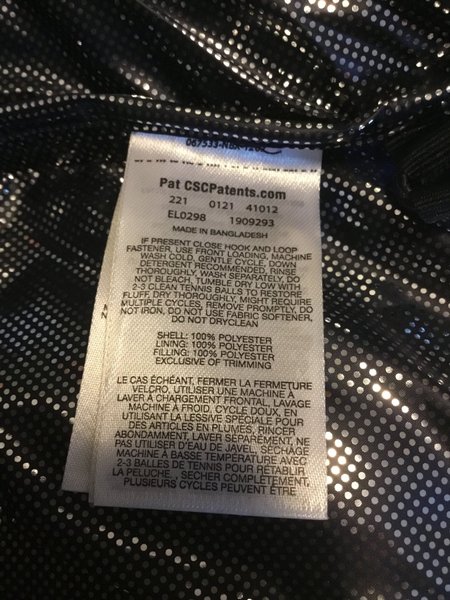 Pat CSCPatents.com
221 0121 41012
EL0298 1909293
MADE IN BANGLADESH
IF PRESENT CLOSE HOOK AND LOOP
FASTENER, USE FRONT LOADING, MACHINE
WASH COLD, GENTLE CYCLE, DOWN
DETERGENT RECOMMENDED, RINSE
THOROUGHLY, WASH SEPARATELY, DO
NOT BLEACH, TUMBLE DRY LOW WITH
2-3 CLEAN TENNIS BALLS TO RESTORE
FLUFF, DRY THOROUGHLY, MIGHT REQUIRE
MULTIPLE CYCLES, REMOVE PROMPTLY, DO
NOT IRON, DO NOT USE FABRIC SOFTENER,
DO NOT DRYCLEAN
SHELL: 100% POLYESTER
LINING: 100% POLYESTER
FILLING: 100% POLYESTER
EXCLUSIVE OF TRIMMING
LE CAS ÉCHÉANT, FERMER LA FERMETURE
VELCRO, UTILISER UNE MACHINE À
LAVER À CHARGEMENT FRONTAL, LAVAGE
MACHINE À FROID, CYCLE DOUX, EN
UTILISANT LA LESSIVE SPÉCIALE POUR
DES ARTICLES EN PLUMES, RINCER
ABONDAMMENT, LAVER SÉPARÉMENT, NE
PAS UTILISER D'EAU DE JAVEL, SÉCHAGE
MACHINE À BASSE TEMPÉRATURE AVEC
2-3 BALLES DE TENNIS POUR RÉTABLIR
LA PELUCHE, SÉCHER COMPLÈTEMENT,
PLUSIEURS CYCLES PEUVENT ÊTRE